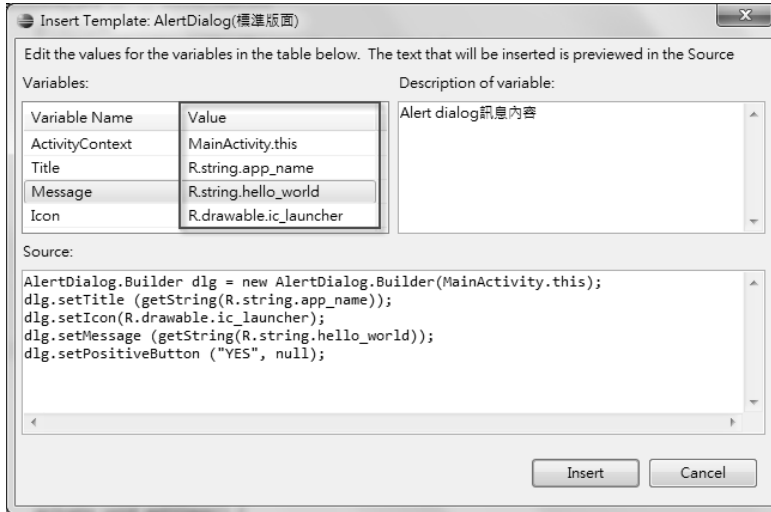 Insert Template: AlertDialog(標準版面)
Edit the values for the variables in the table below.  The text that will be inserted is previewed in the Source
Variables:
Description of variable:
Variable Name Value
ActivityContext MainActivity.this
Title R.string.app_name
Message R.string.hello_world
Icon R.drawable.ic_launcher
Alert dialog訊息內容
Source:
AlertDialog.Builder dlg = new AlertDialog.Builder(MainActivity.this);
dlg.setTitle (getString(R.string.app_name));
dlg.setIcon(R.drawable.ic_launcher);
dlg.setMessage (getString(R.string.hello_world));
dlg.setPositiveButton ("YES", null);
Insert Cancel